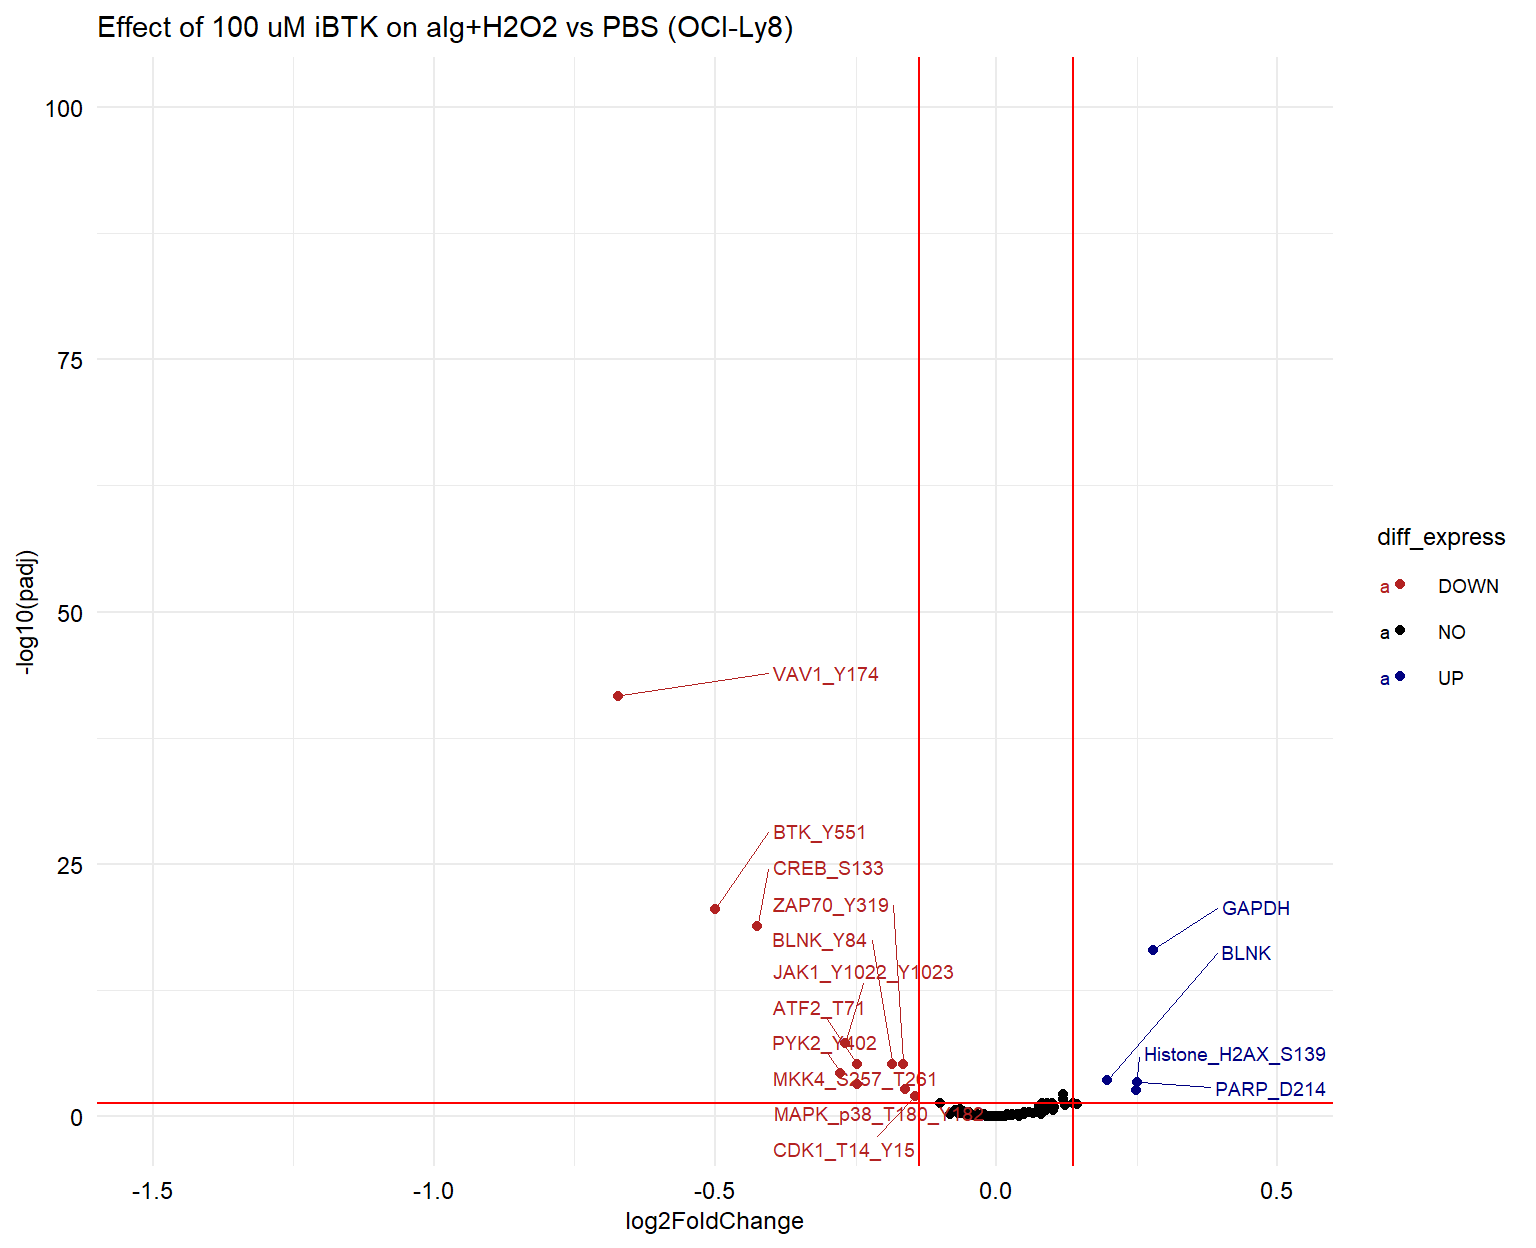 Effect of 100 uM iBTK on aIg+H2O2 vs PBS (OCI-Ly8)
100
75
50
25
0
-log10(padj)
VAV1_Y174
BTK_Y551
CREB_S133
ZAP70_Y319
BLNK_Y84
JAK1_Y1022_Y1023
ATF2_T71
PYK2_Y402
MKK4_S257_T261
MAPK_p38_T180_Y182
CDK1_T14_Y15
GAPDH
BLNK
Histone_H2AX_S139
PARP_D214
-1.5
-1.0
-0.5
0.0
0.5
log2FoldChange
diff_express
a DOWN
a NO
a UP